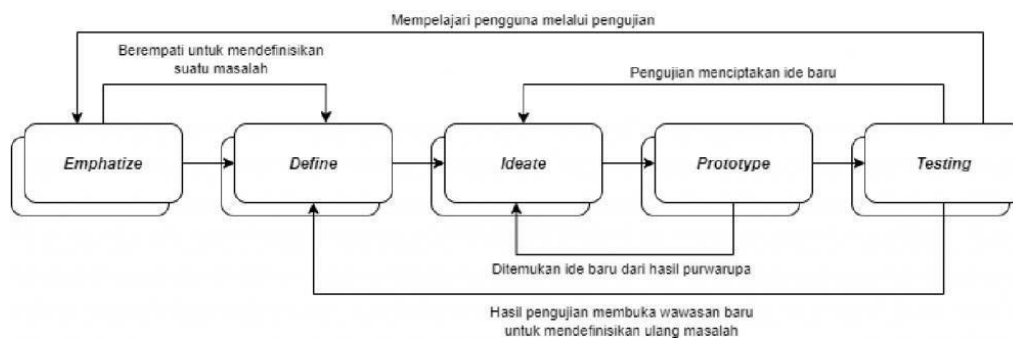 Mempelajari pengguna melalui pengujian
Berempati untuk mendefinisikan
suatu masalah
Pengujian menciptakan ide baru
Emphatize
Define
Ideate
Prototype
Testing
Ditemukan ide baru dari hasil purwarupa
Hasil pengujian membuka wawasan baru
untuk mendefinisikan ulang masalah